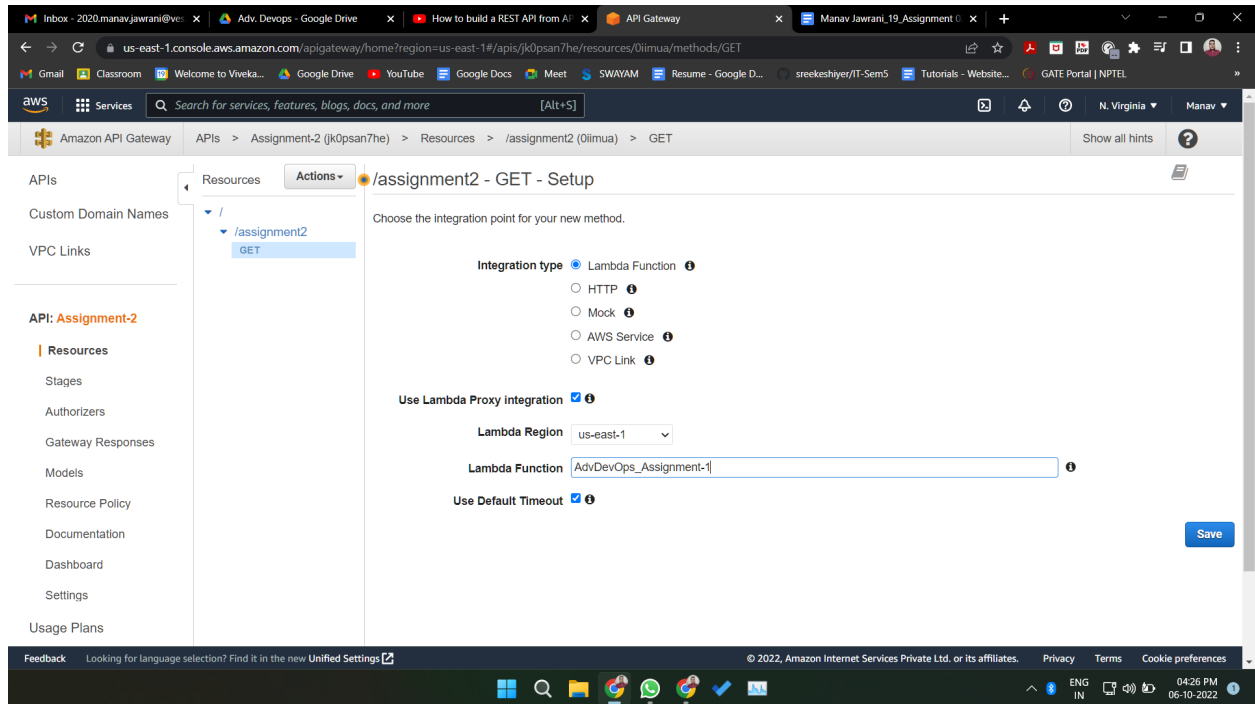 Inbox - 2020.manav.jawrani@ves
Adv. Devops - Google Drive
How to build a REST API from AP
API Gateway
Manav Jawrani_19_Assignment 0
us-east-1.console.aws.amazon.com/apigateway/home?region=us-east-1#/apis/jk0psan7he/resources/0iimua/methods/GET
Gmail
Classroom
Welcome to Viveka...
Google Drive
YouTube
Google Docs
Meet
SWAYAM
Resume - Google D...
sreekeshiyer/IT-Sem5
Tutorials - Website...
GATE Portal | NPTEL
»
aws
Services
Search for services, features, blogs, docs, and more
[Alt+S]
N. Virginia
Manav
Amazon API Gateway
APIs > Assignment-2 (jk0psan7he) > Resources > /assignment2 (0iimua) > GET
Show all hints
APIs
Custom Domain Names
VPC Links
API: Assignment-2
Resources
Stages
Authorizers
Gateway Responses
Models
Resource Policy
Documentation
Dashboard
Settings
Usage Plans
Resources
Actions
/
/assignment2
GET
/assignment2 - GET - Setup
Choose the integration point for your new method.
Integration type
Lambda Function
HTTP
Mock
AWS Service
VPC Link
Use Lambda Proxy integration
Lambda Region us-east-1
Lambda Function AdvDevOps_Assignment-1
Use Default Timeout
Save
Feedback
Looking for language selection? Find it in the new Unified Settings
© 2022, Amazon Internet Services Private Ltd. or its affiliates.
Privacy
Terms
Cookie preferences
ENG
IN
04:26 PM
06-10-2022
1